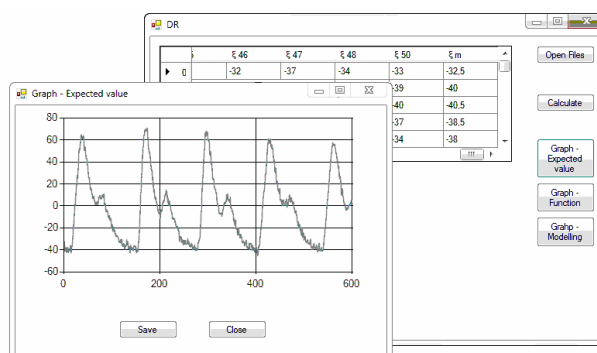 DR
ξ 46 ξ 47 ξ 48 ξ 50 ξ m
-32 -37 -34 -33 -32,5
-39 -40
-40 -40,5
-37 -38,5
-34 -38
Open Files
Calculate
Graph -
Expected
value
Graph -
Function
Grahp -
Modelling
Graph - Expected value
80
60
40
20
0
-20
-40
-60
0 200 400 600
Save Close